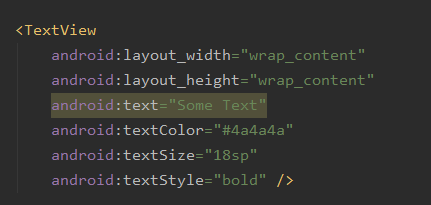 <TextView
android:layout_width="wrap_content"
android:layout_height="wrap_content"
android:text="Some Text"
android:textColor="#4a4a4a"
android:textSize="18sp"
android:textStyle="bold" />